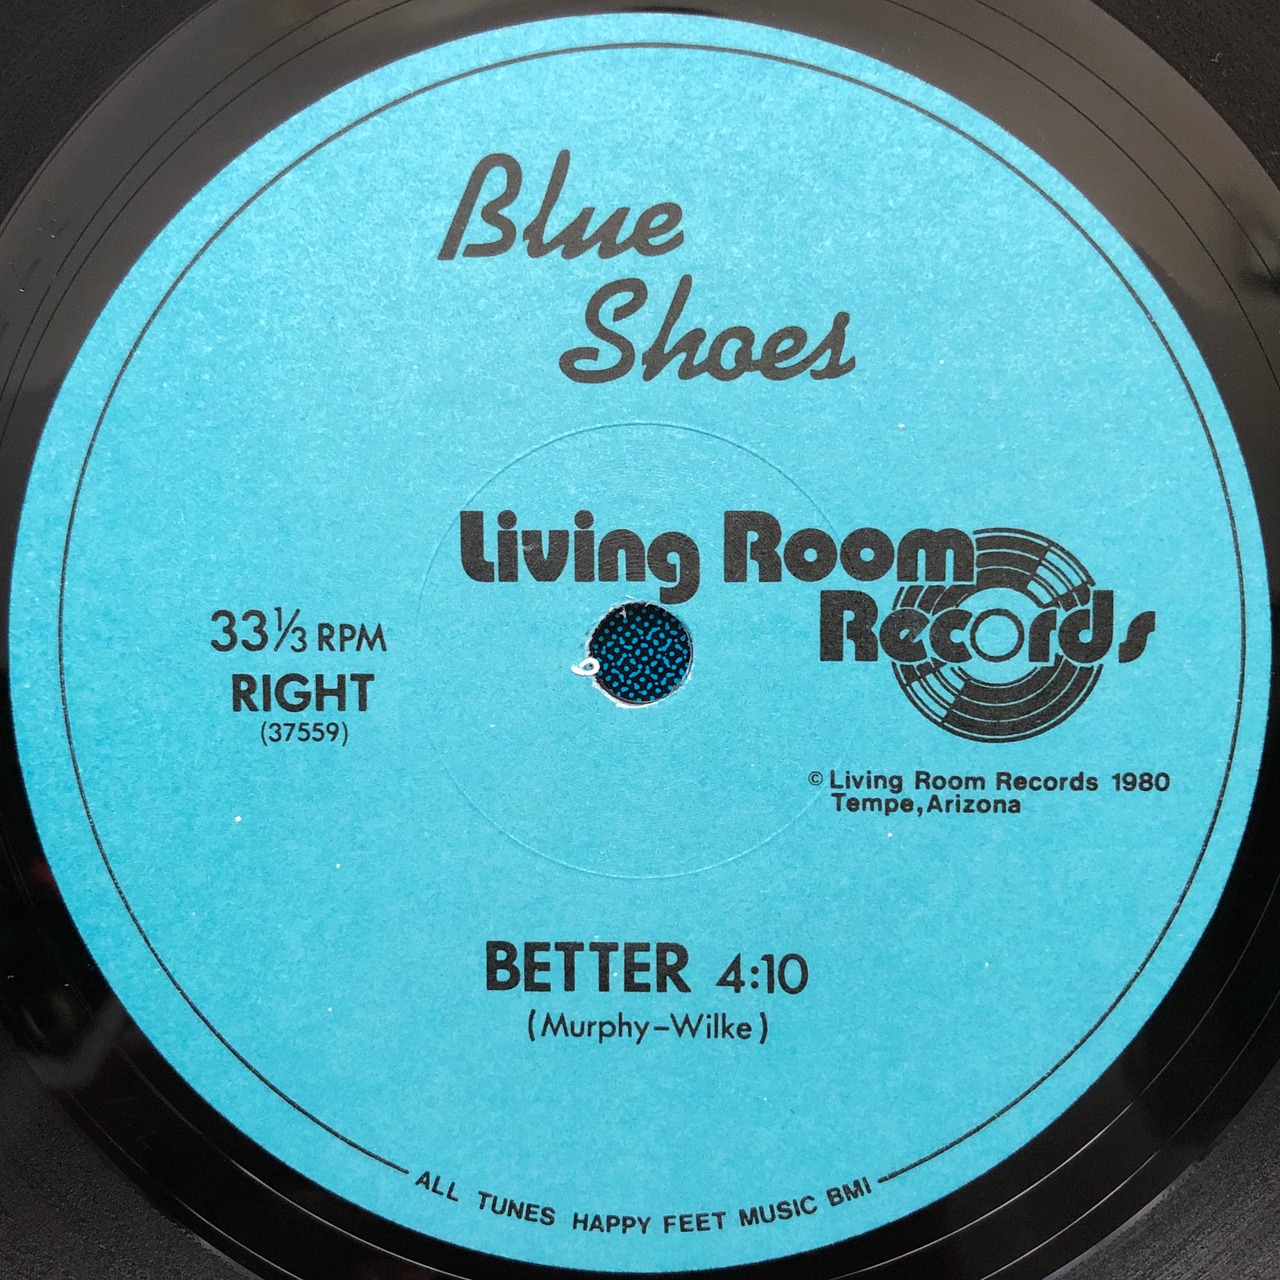 Blue
Shoes
Living Room
Records
33⅓ RPM
RIGHT
(37559)
© Living Room Records 1980
Tempe, Arizona
BETTER 4:10
(Murphy-Wilke)
ALL TUNES HAPPY FEET MUSIC BMI